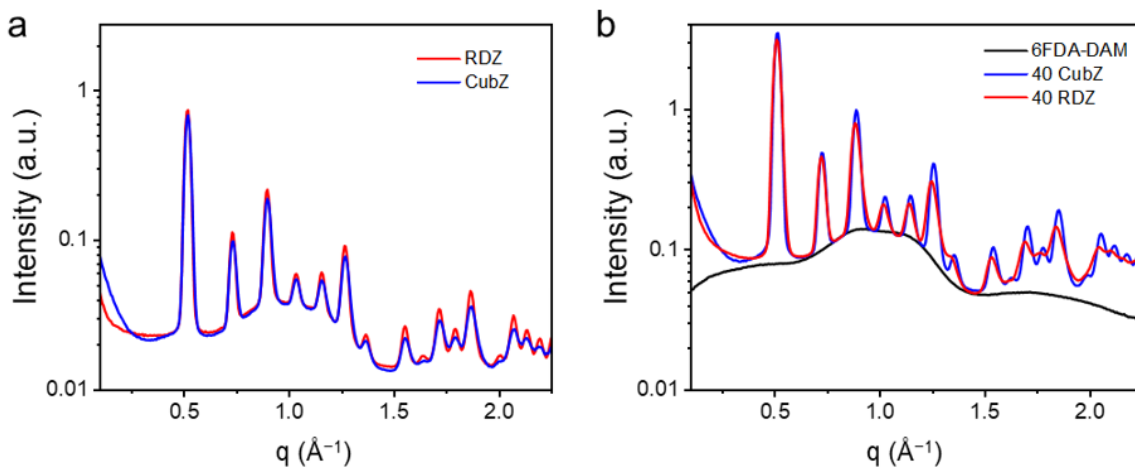 a
RDZ
CubZ
1
0.1
0.01
Intensity (a.u.)
0.5
1.0
1.5
2.0
q (Å⁻¹)
b
6FDA-DAM
40 CubZ
40 RDZ
1
0.1
0.01
Intensity (a.u.)
0.5
1.0
1.5
2.0
q (Å⁻¹)